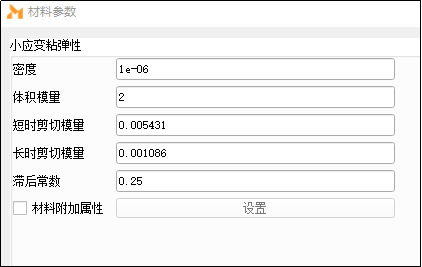 材料参数
小应变粘弹性
密度 1e-06
体积模量 2
短时剪切模量 0.005431
长时剪切模量 0.001086
滞后常数 0.25
材料附加属性 设置